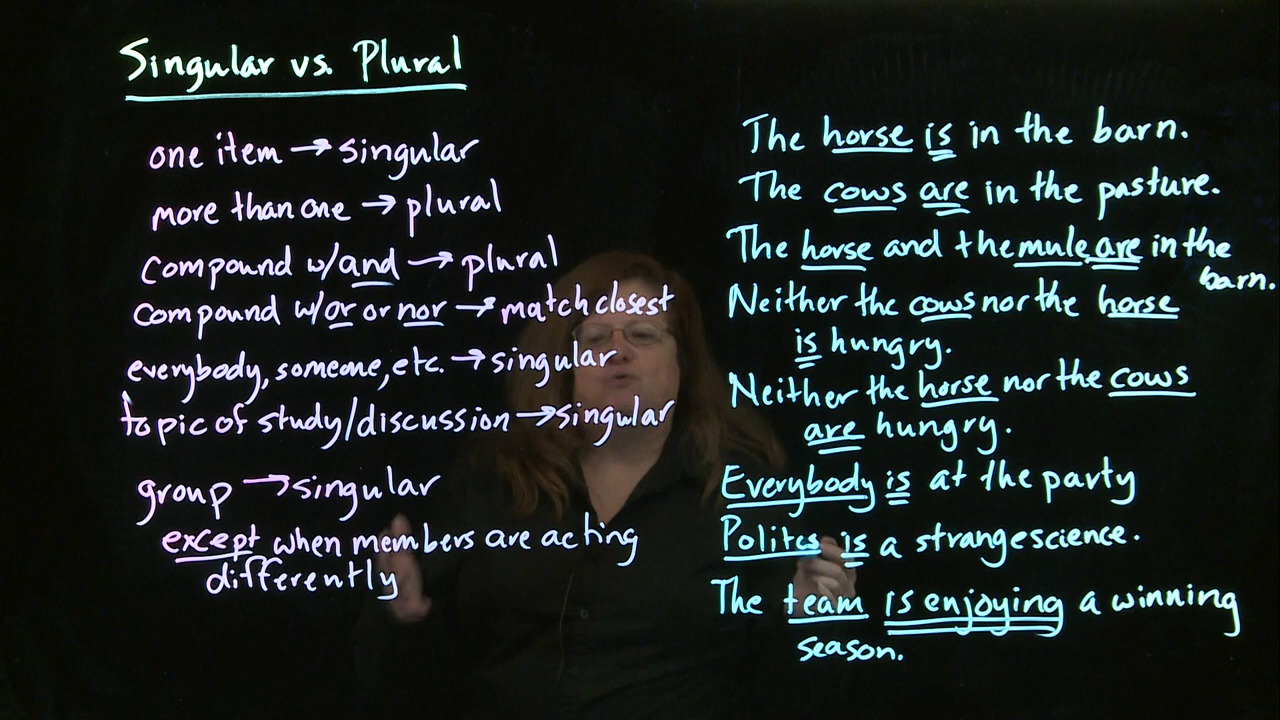 Singular vs. Plural
one item → singular
more than one → plural
compound w/and → plural
compound w/or or nor → match closest
everybody, someone, etc. → singular
topic of study/discussion → singular
group → singular
except when members are acting
differently
The horse is in the barn.
The cows are in the pasture.
The horse and the mule are in the
barn.
Neither the cows nor the horse
is hungry.
Neither the horse nor the cows
are hungry.
Everybody is at the party
Politcs is a strange science.
The team is enjoying a winning
season.